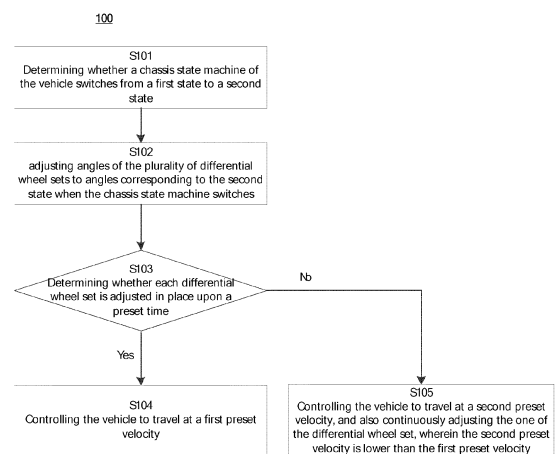 100
S101
Determining whether a chassis state machine of
the vehicle switches from a first state to a second
state
S102
adjusting angles of the plurality of differential
wheel sets to angles corresponding to the second
state when the chassis state machine switches
S103
Determining whether each differential
wheel set is adjusted in place upon a
preset time
No
Yes
S104
Controlling the vehicle to travel at a first preset
velocity
S105
Controlling the vehicle to travel at a second preset
velocity, and also continuously adjusting the one of
the differential wheel set, wherein the second preset
velocity is lower than the first preset velocity